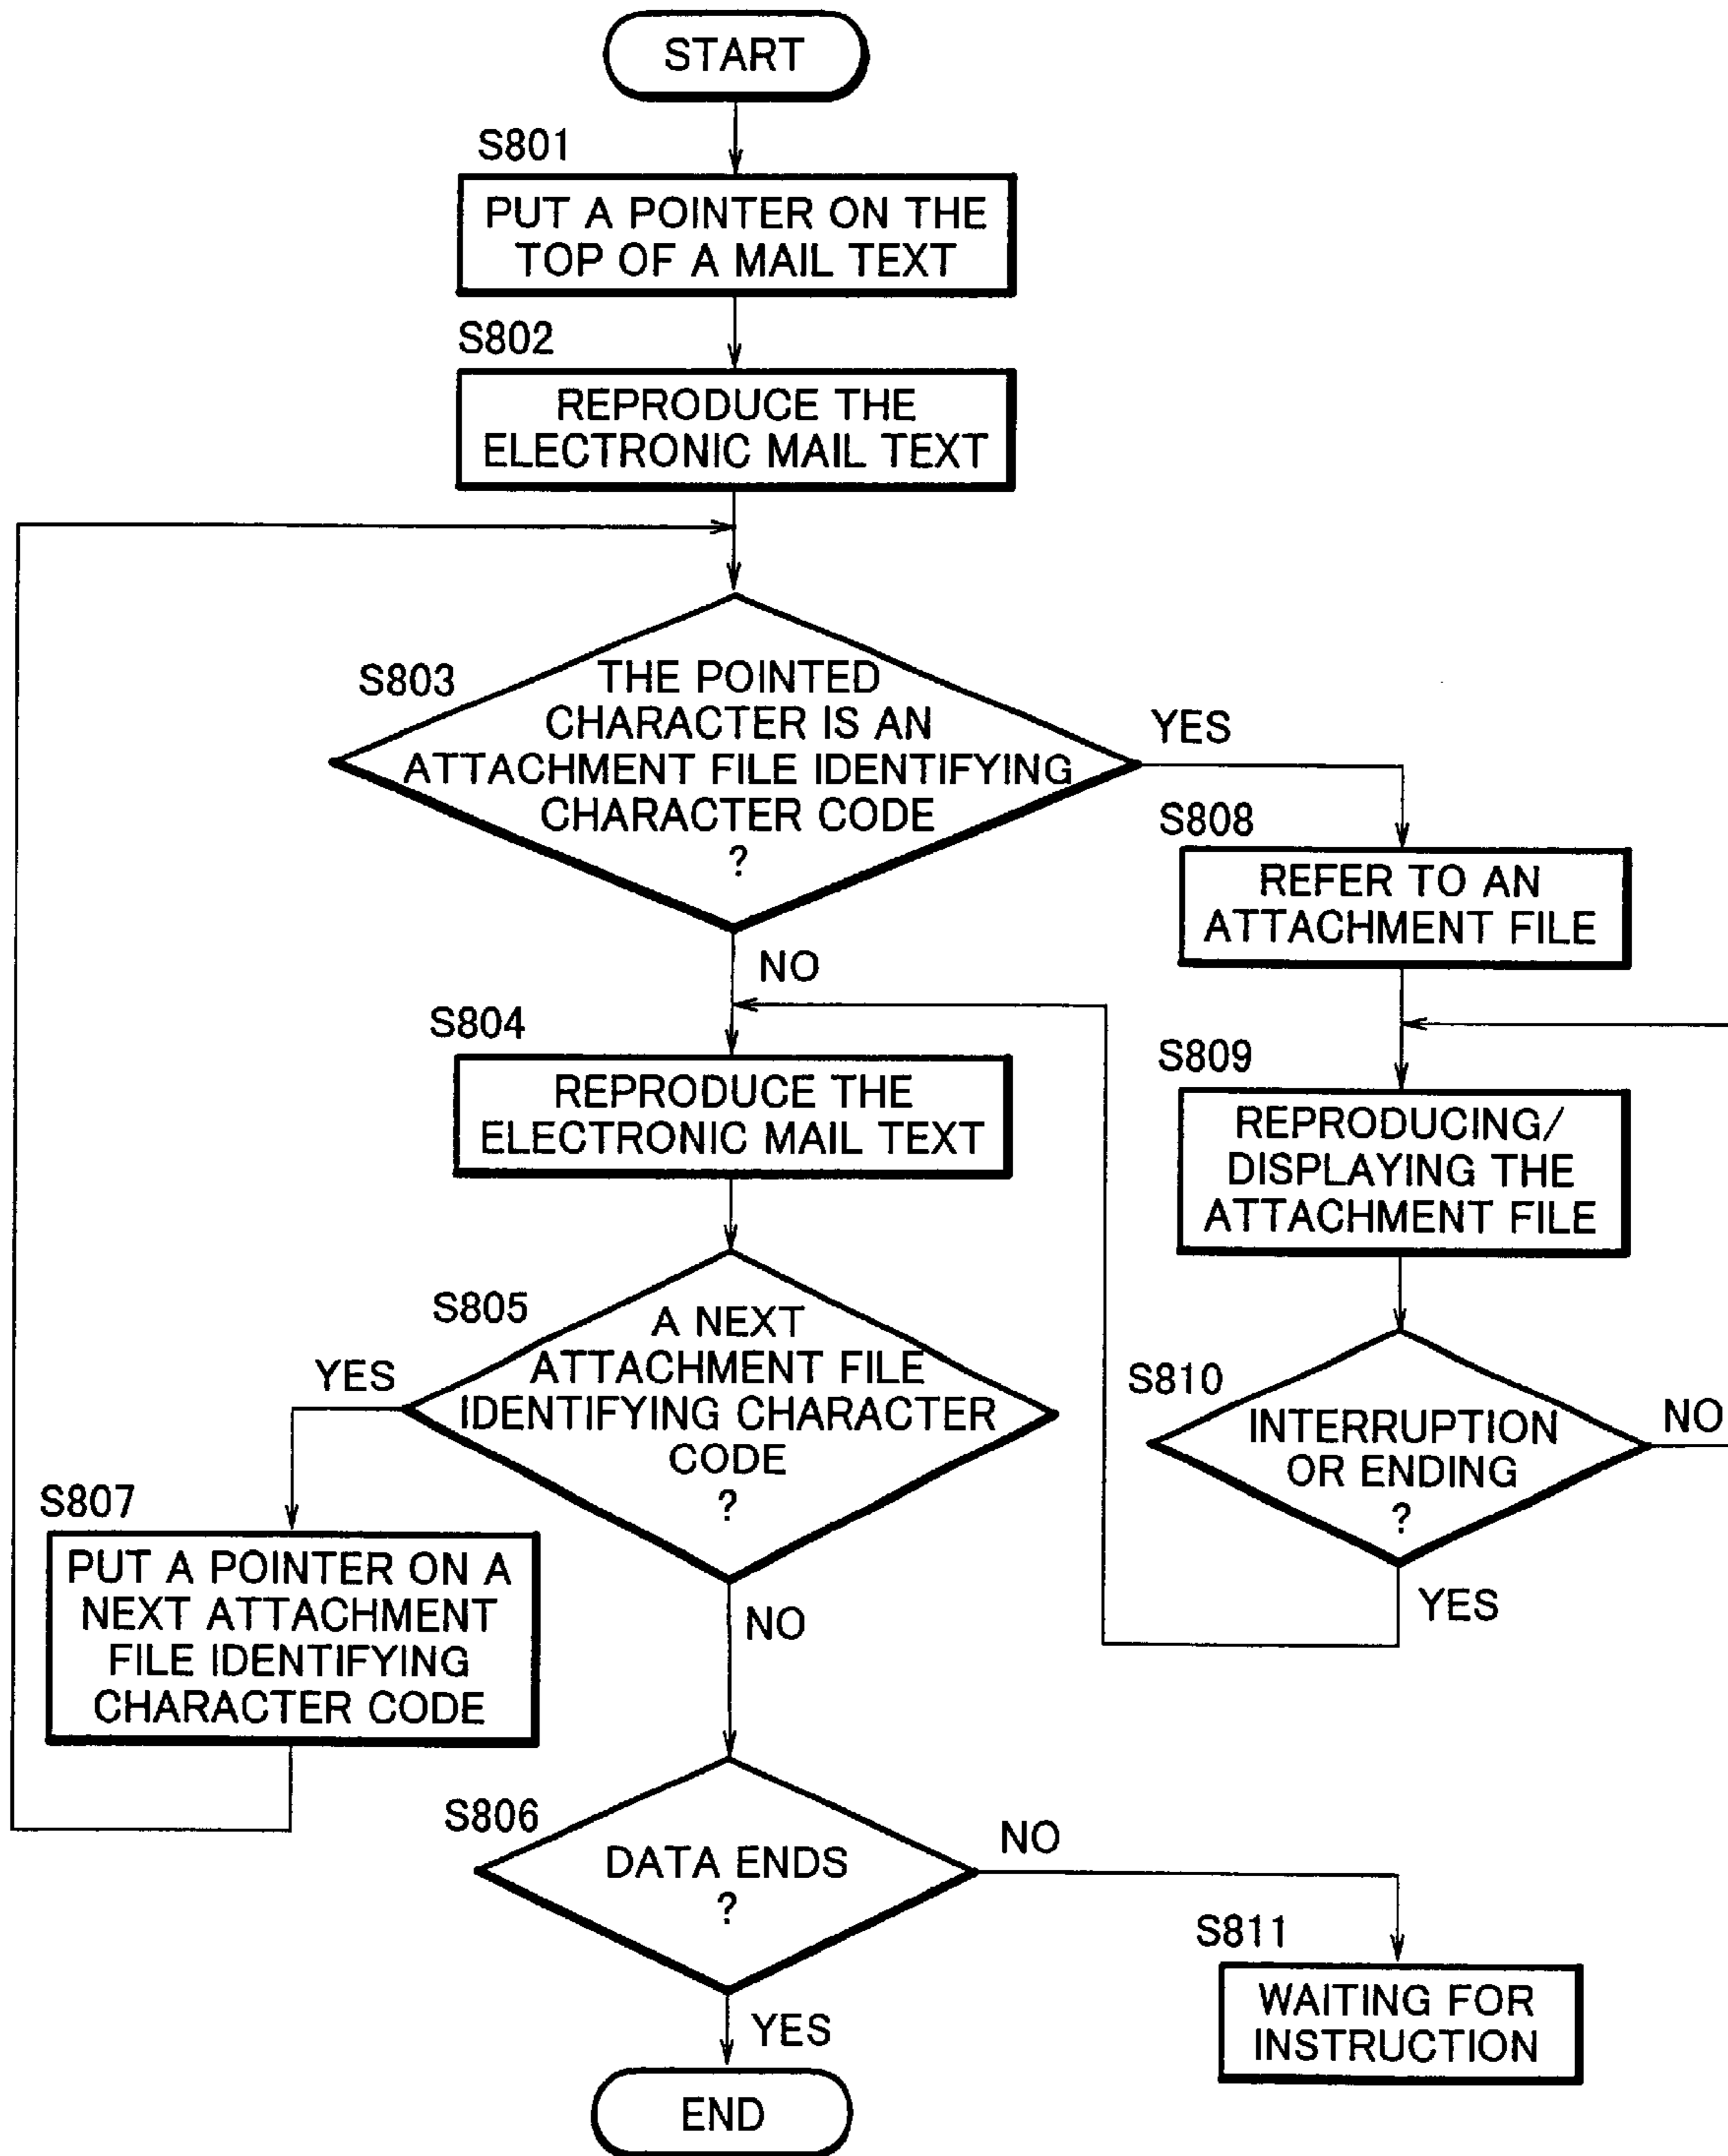 START
S801
PUT A POINTER ON THE
TOP OF A MAIL TEXT
S802
REPRODUCE THE
ELECTRONIC MAIL TEXT
S803
THE POINTED
CHARACTER IS AN
ATTACHMENT FILE IDENTIFYING
CHARACTER CODE
?
YES
NO
S808
REFER TO AN
ATTACHMENT FILE
S804
REPRODUCE THE
ELECTRONIC MAIL TEXT
S809
REPRODUCING/
DISPLAYING THE
ATTACHMENT FILE
S805
A NEXT
ATTACHMENT FILE
IDENTIFYING CHARACTER
CODE
?
YES
NO
S810
INTERRUPTION
OR ENDING
?
NO
YES
S807
PUT A POINTER ON A
NEXT ATTACHMENT
FILE IDENTIFYING
CHARACTER CODE
S806
DATA ENDS
?
NO
YES
S811
WAITING FOR
INSTRUCTION
END